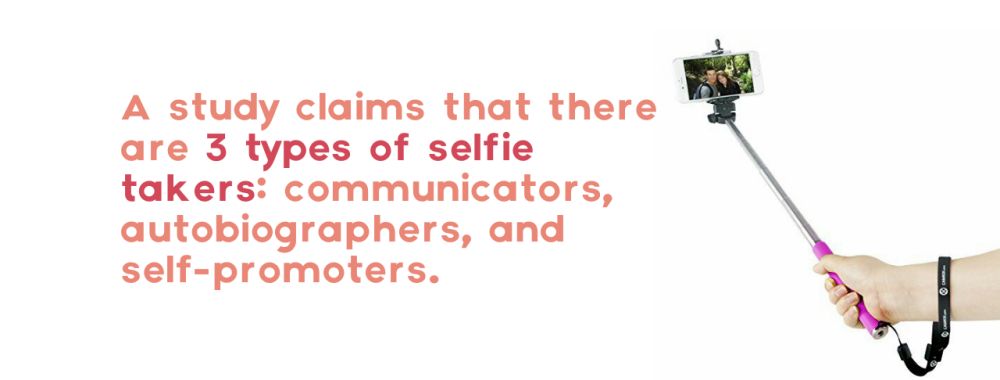 A study claims that there
are 3 types of selfie
takers: communicators,
autobiographers, and
self-promoters.